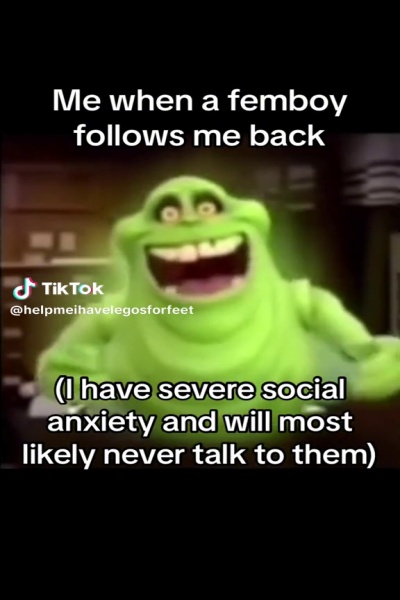 Me when a femboy
follows me back
TikTok
@helpmeihavelegosforfeet
(I have severe social
anxiety and will most
likely never talk to them)